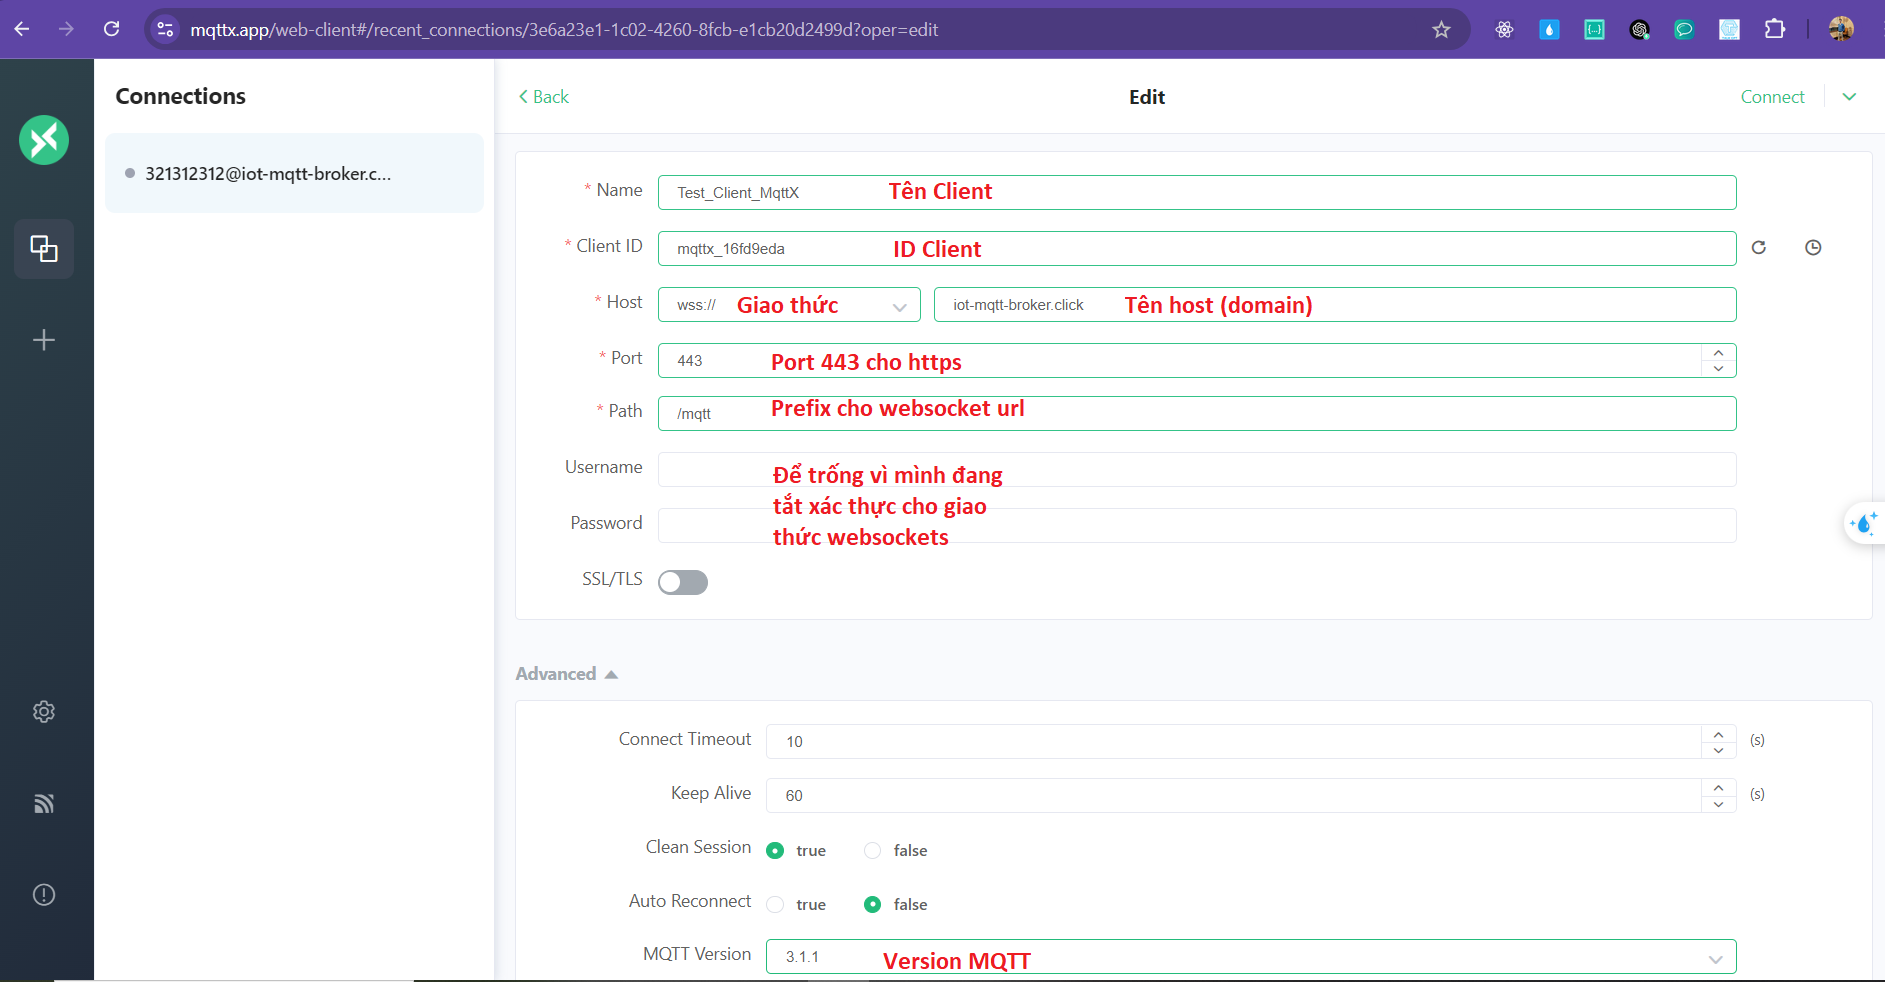 mqttx.app/web-client#/recent_connections/3e6a23e1-1c02-4260-8fcb-e1cb20d2499d?oper=edit
Connections
321312312@iot-mqtt-broker.c...
Back
Edit
Connect
* Name
Test_Client_MqttX
Tên Client
* Client ID
mqttx_16fd9eda
ID Client
* Host
wss://
Giao thức
iot-mqtt-broker.click
Tên host (domain)
* Port
443
Port 443 cho https
* Path
/mqtt
Prefix cho websocket url
Username
Để trống vì mình đang
tắt xác thực cho giao
thức websockets
Password
SSL/TLS
Advanced
Connect Timeout
10
(s)
Keep Alive
60
(s)
Clean Session
true
false
Auto Reconnect
true
false
MQTT Version
3.1.1
Version MQTT